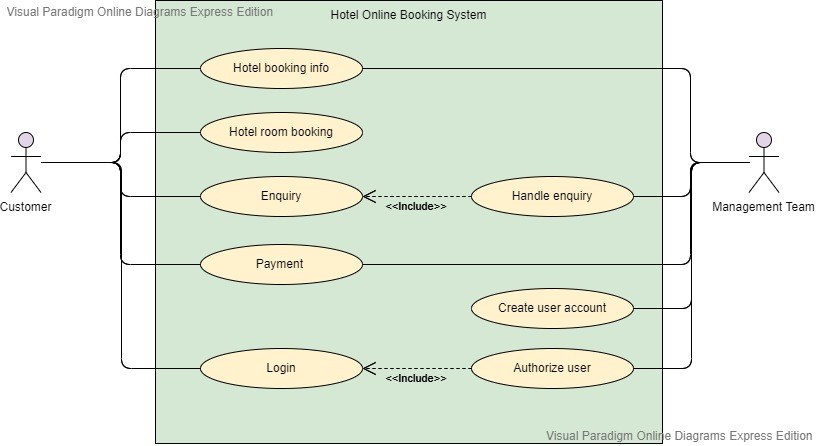 Visual Paradigm Online Diagrams Express Edition
Hotel Online Booking System
Hotel booking info
Hotel room booking
Enquiry
Handle enquiry
<<Include>>
Customer
Management Team
Payment
Create user account
Login
Authorize user
<<Include>>
Visual Paradigm Online Diagrams Express Edition